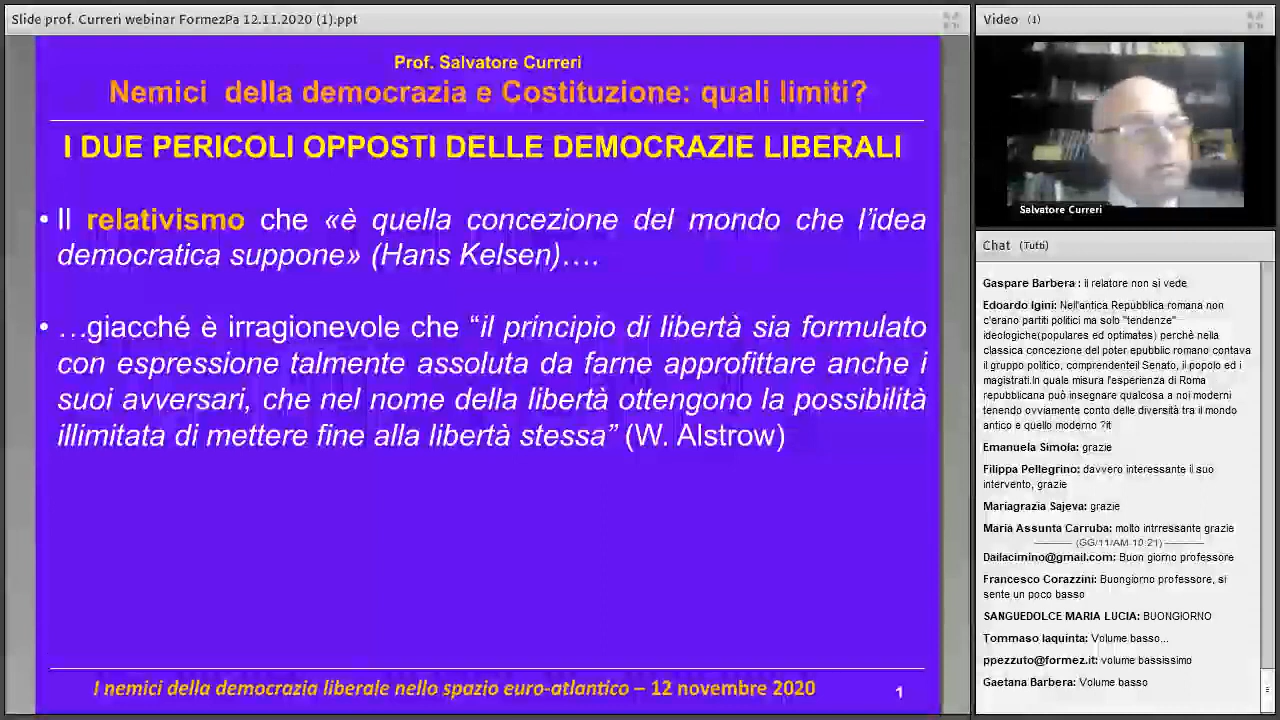 Slide prof. Curreri webinar FormezPa 12.11.2020 (1).ppt
Prof. Salvatore Curreri
Nemici della democrazia e Costituzione: quali limiti?
I DUE PERICOLI OPPOSTI DELLE DEMOCRAZIE LIBERALI
• Il relativismo che «è quella concezione del mondo che l'idea
democratica suppone» (Hans Kelsen)….
• …giacché è irragionevole che “il principio di libertà sia formulato
con espressione talmente assoluta da farne approfittare anche i
suoi avversari, che nel nome della libertà ottengono la possibilità
illimitata di mettere fine alla libertà stessa” (W. Alstrow)
I nemici della democrazia liberale nello spazio euro-atlantico – 12 novembre 2020
1
Video (1)
Salvatore Curreri
Chat (Tutti)
Gaspare Barbera : il relatore non si vede
Edoardo Igini: Nell'antica Repubblica romana non
c'erano partiti politici ma solo "tendenze"
ideologiche(populares ed optimates) perchè nella
classica concezione del poter epubblic romano contava
il gruppo politico, comprendenteil Senato, il popolo ed i
magistrati.In quale misura l'esperienza di Roma
repubblicana può insegnare qualcosa a noi moderni
tenendo ovviamente conto delle diversità tra il mondo
antico e quello moderno ?it
Emanuela Simola: grazie
Filippa Pellegrino: davvero interessante il suo
intervento, grazie
Mariagrazia Sajeva: grazie
Maria Assunta Carruba: molto intrressante grazie
(GG/11/AM 10:21)
Dailacimino@gmail.com: Buon giorno professore
Francesco Corazzini: Buongiorno professore, si
sente un poco basso
SANGUEDOLCE MARIA LUCIA: BUONGIORNO
Tommaso Iaquinta: Volume basso...
ppezzuto@formez.it: volume bassissimo
Gaetana Barbera: Volume basso